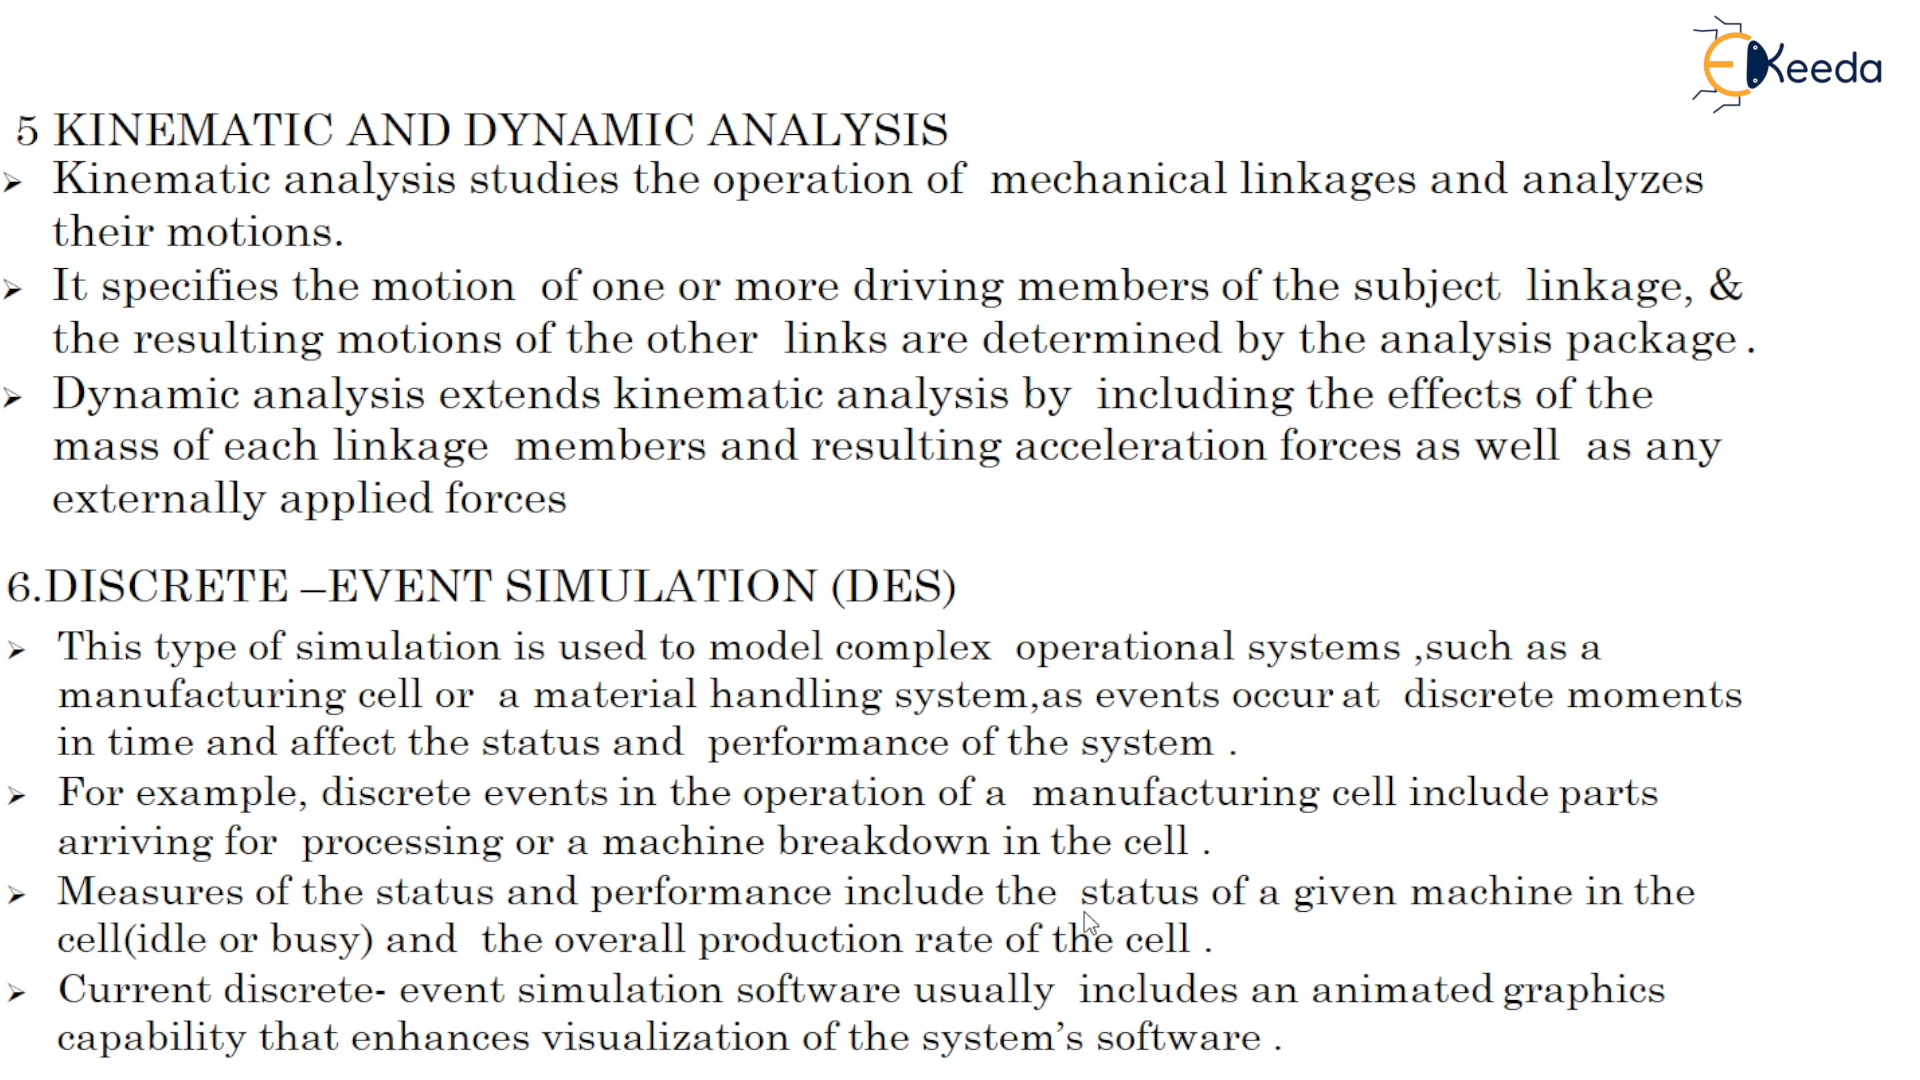 EKeeda
5 KINEMATIC AND DYNAMIC ANALYSIS
➢ Kinematic analysis studies the operation of mechanical linkages and analyzes
their motions.
➢ It specifies the motion of one or more driving members of the subject linkage, &
the resulting motions of the other links are determined by the analysis package .
➢ Dynamic analysis extends kinematic analysis by including the effects of the
mass of each linkage members and resulting acceleration forces as well as any
externally applied forces
6.DISCRETE –EVENT SIMULATION (DES)
➢ This type of simulation is used to model complex operational systems ,such as a
manufacturing cell or a material handling system,as events occur at discrete moments
in time and affect the status and performance of the system .
➢ For example, discrete events in the operation of a manufacturing cell include parts
arriving for processing or a machine breakdown in the cell .
➢ Measures of the status and performance include the status of a given machine in the
cell(idle or busy) and the overall production rate of the cell .
➢ Current discrete- event simulation software usually includes an animated graphics
capability that enhances visualization of the system’s software .